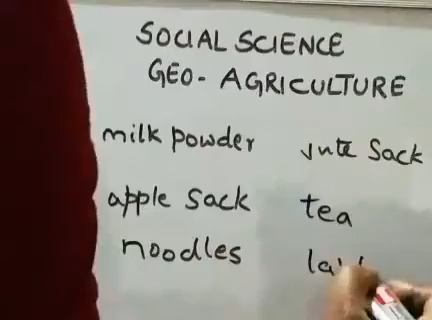 SOCIAL SCIENCE
GEO - AGRICULTURE
milk powder jute Sack
apple Sack tea
noodles